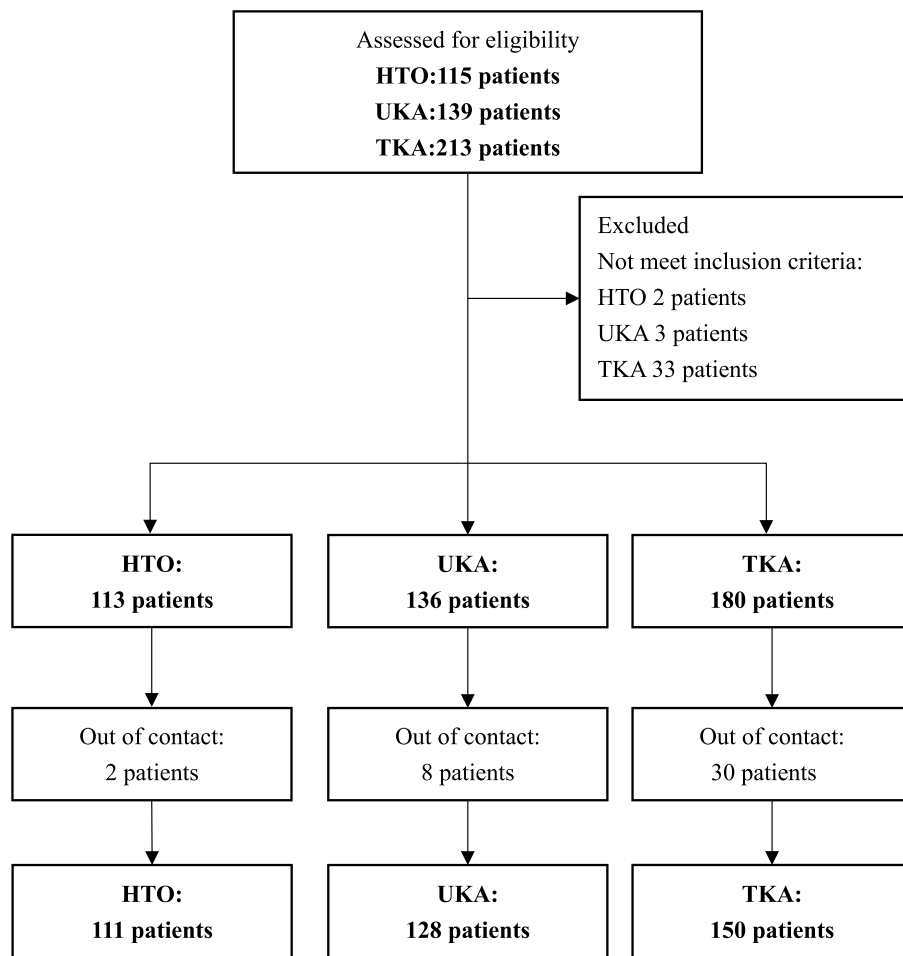 Assessed for eligibility
HTO:115 patients
UKA:139 patients
TKA:213 patients
Excluded
Not meet inclusion criteria:
HTO 2 patients
UKA 3 patients
TKA 33 patients
HTO:
113 patients
UKA:
136 patients
TKA:
180 patients
Out of contact:
2 patients
Out of contact:
8 patients
Out of contact:
30 patients
HTO:
111 patients
UKA:
128 patients
TKA:
150 patients